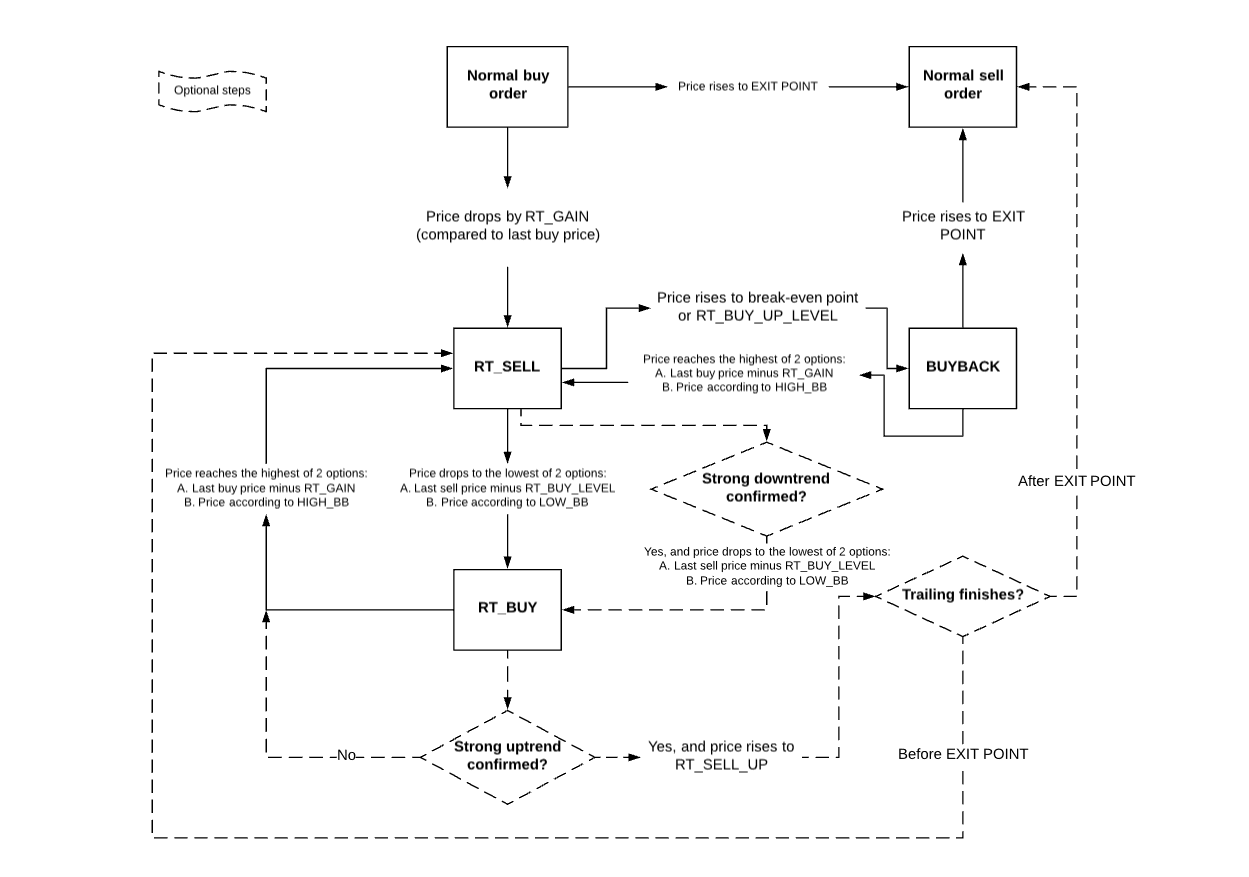 Normal buy
order
Price rises to EXIT POINT
Normal sell
order
Optional steps
Price drops by RT_GAIN
(compared to last buy price)
Price rises to EXIT
POINT
Price rises to break-even point
or RT_BUY_UP_LEVEL
RT_SELL
Price reaches the highest of 2 options:
A. Last buy price minus RT_GAIN
B. Price according to HIGH_BB
BUYBACK
Price reaches the highest of 2 options:
A. Last buy price minus RT_GAIN
B. Price according to HIGH_BB
Price drops to the lowest of 2 options:
A. Last sell price minus RT_BUY_LEVEL
B. Price according to LOW_BB
Strong downtrend
confirmed?
After EXIT POINT
Yes, and price drops to the lowest of 2 options:
A. Last sell price minus RT_BUY_LEVEL
B. Price according to LOW_BB
RT_BUY
Trailing finishes?
Strong uptrend
confirmed?
No
Yes, and price rises to
RT_SELL_UP
Before EXIT POINT